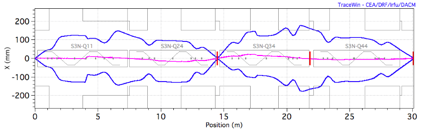 TraceWin - CEA/DRF/Irfu/DACM
S3N-Q11
S3N-Q24
S3N-Q34
S3N-Q44
200
100
0
-100
-200
X (mm)
0
5
10
15
20
25
30
Position (m)